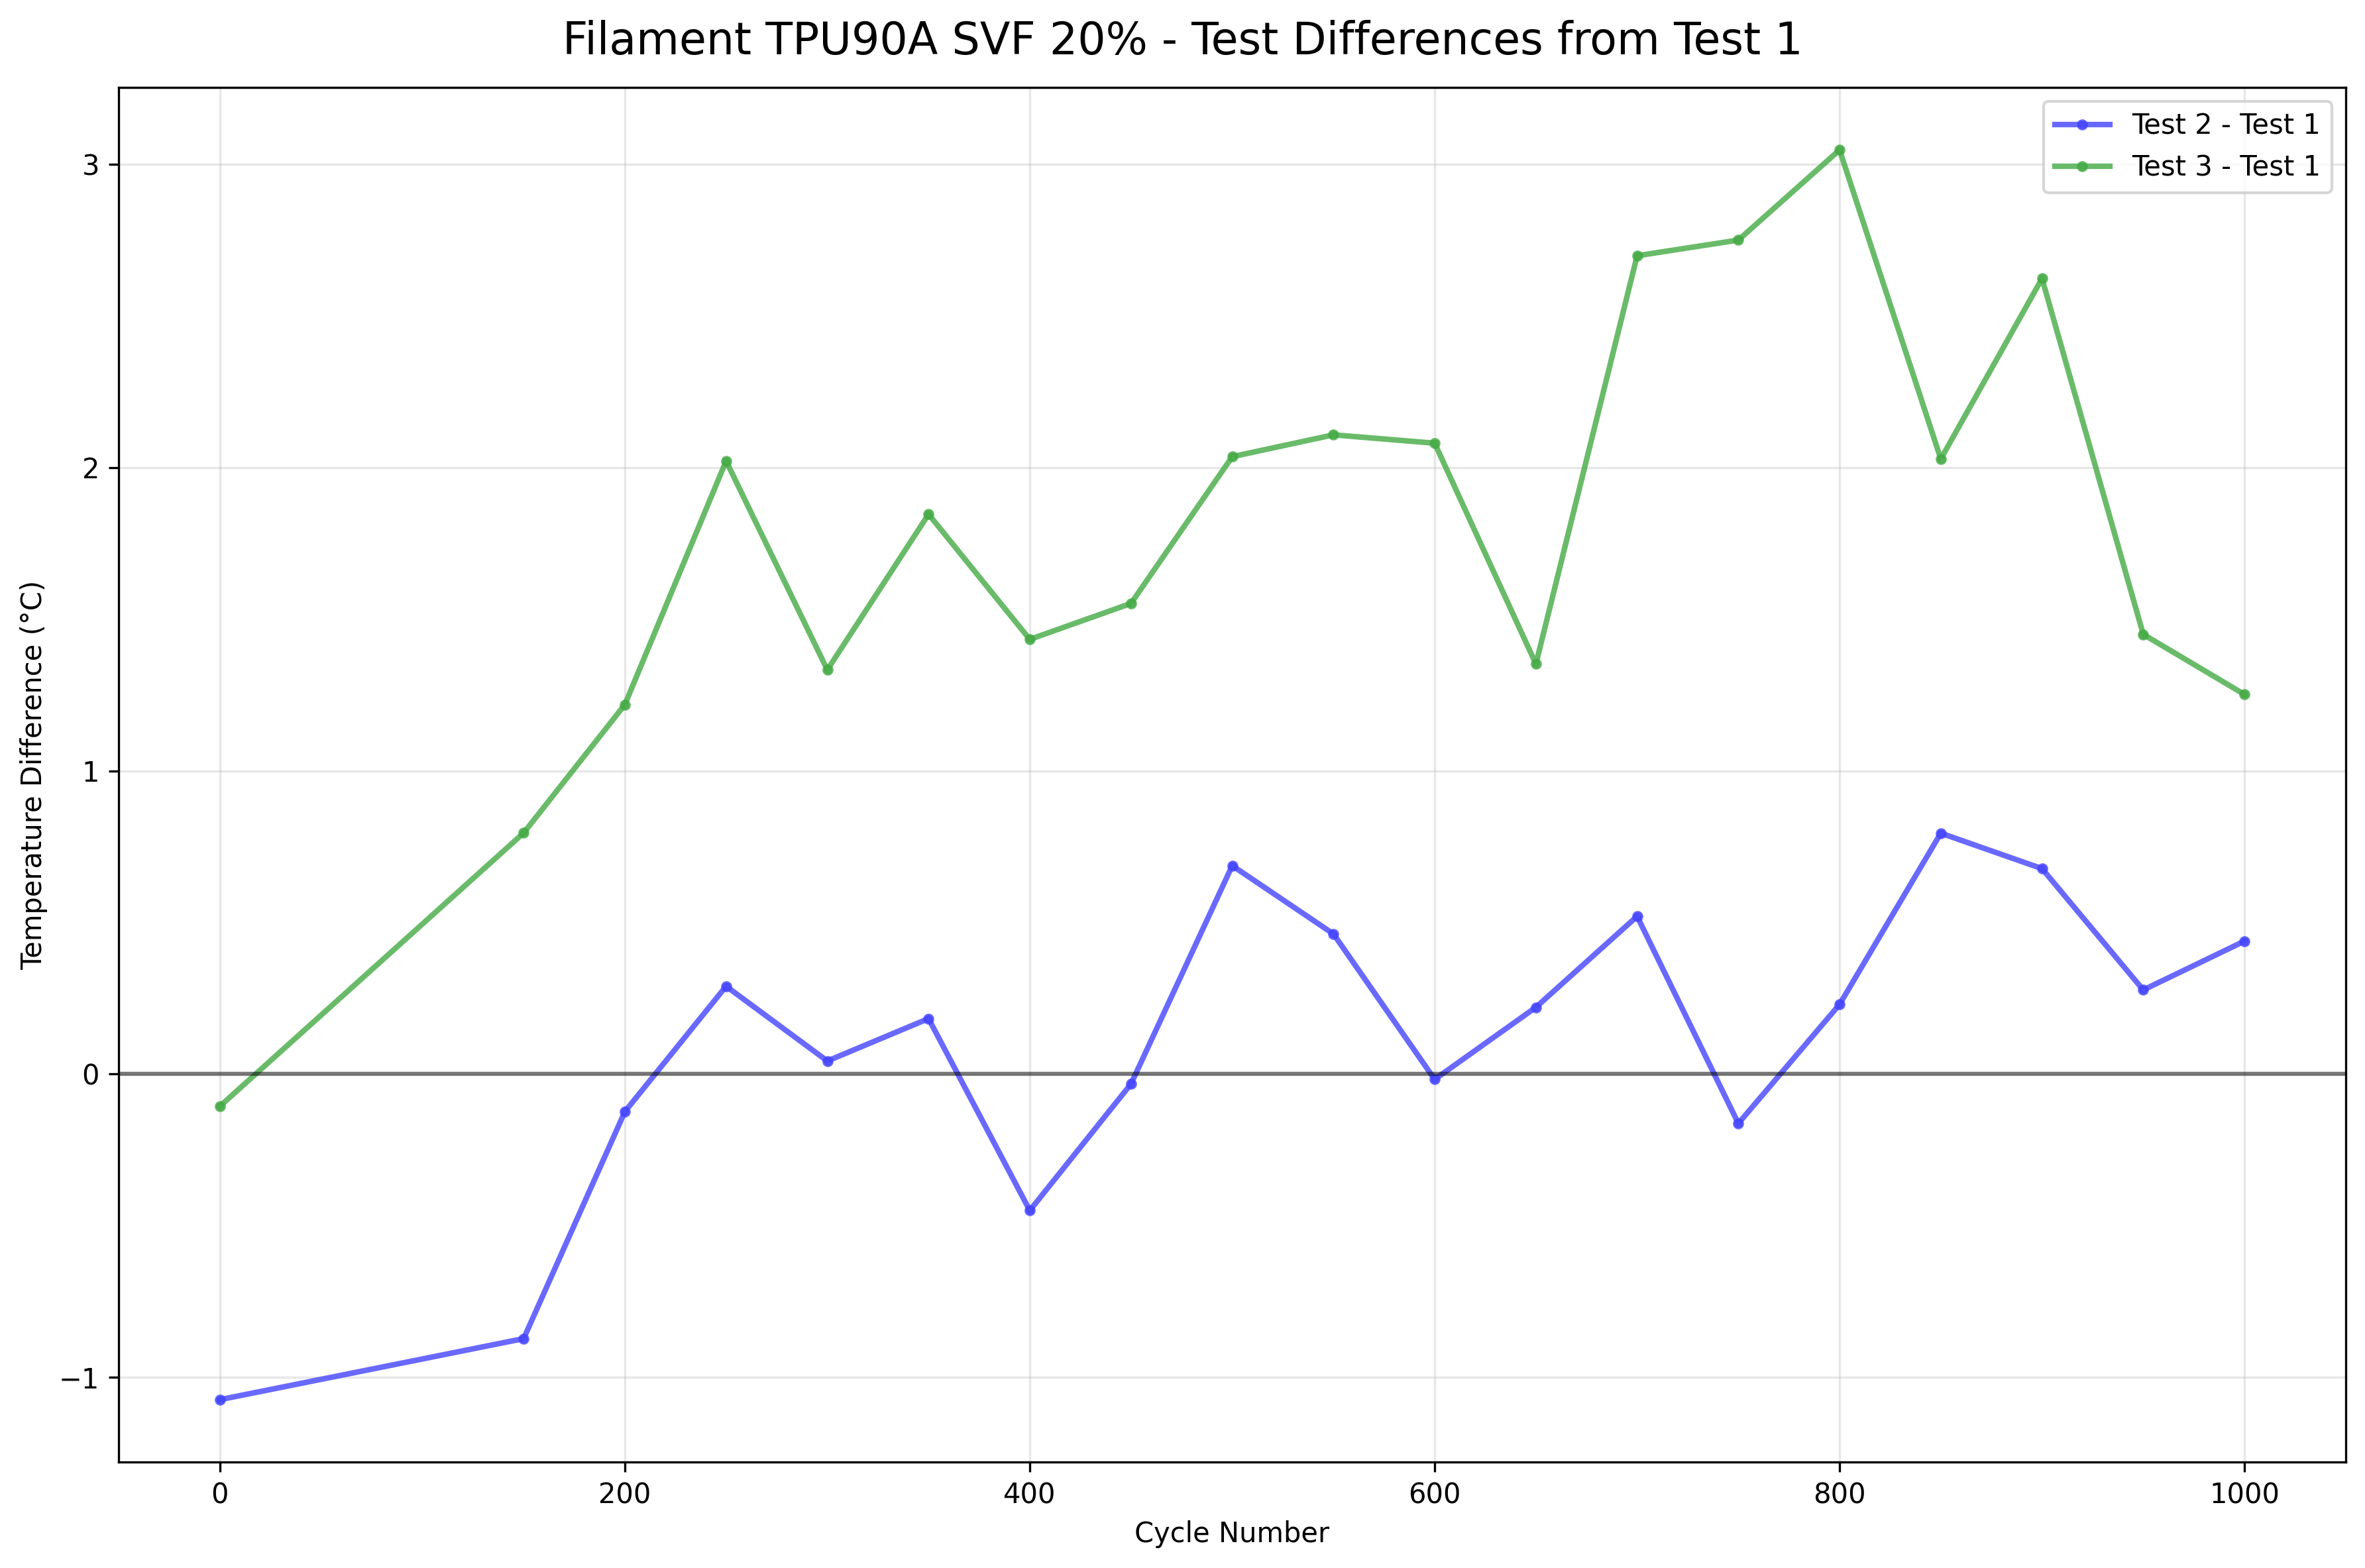 Filament TPU90A SVF 20% - Test Differences from Test 1
Test 2 - Test 1
Test 3 - Test 1
Temperature Difference (°C)
3
2
1
0
−1
0 200 400 600 800 1000
Cycle Number